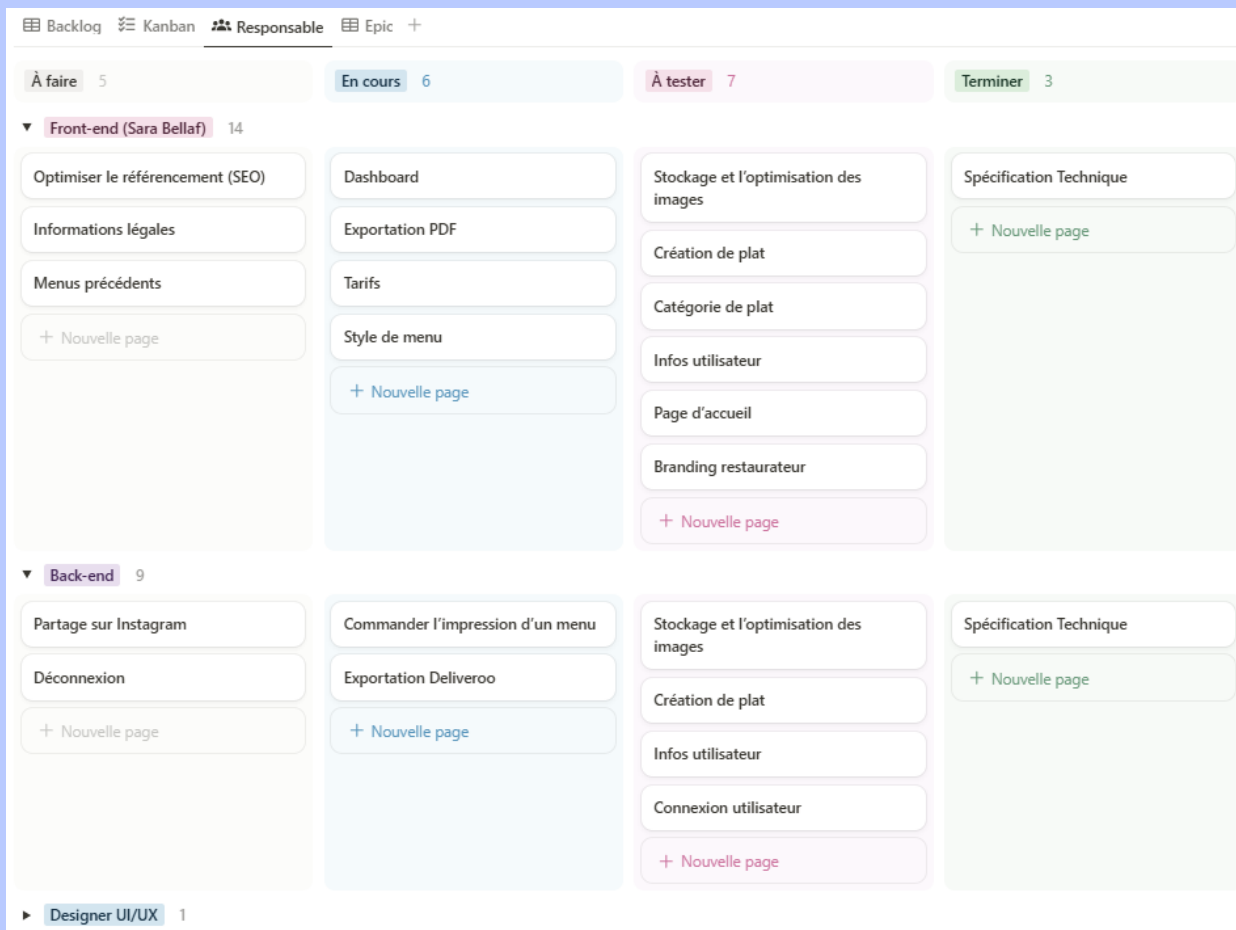 Backlog Kanban Responsable Epic +
À faire 5 En cours 6 À tester 7 Terminer 3
Front-end (Sara Bellaf) 14
Optimiser le référencement (SEO)
Informations légales
Menus précédents
+ Nouvelle page
Dashboard
Exportation PDF
Tarifs
Style de menu
+ Nouvelle page
Stockage et l’optimisation des
images
Création de plat
Catégorie de plat
Infos utilisateur
Page d’accueil
Branding restaurateur
+ Nouvelle page
Spécification Technique
+ Nouvelle page
Back-end 9
Partage sur Instagram
Déconnexion
+ Nouvelle page
Commander l’impression d’un menu
Exportation Deliveroo
+ Nouvelle page
Stockage et l’optimisation des
images
Création de plat
Infos utilisateur
Connexion utilisateur
+ Nouvelle page
Spécification Technique
+ Nouvelle page
Designer UI/UX 1